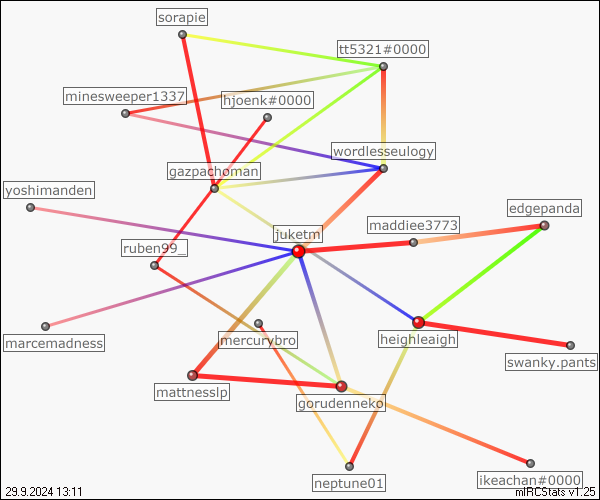 sorapie
tt5321#0000
minesweeper1337
hjoenk#0000
wordlesseulogy
gazpachoman
yoshimanden
edgepanda
maddiee3773
juketm
ruben99_
marcemadness
mercurybro
heighleaigh
swanky.pants
mattnesslp
gorudenneko
neptune01
ikeachan#0000
29.9.2024 13:11
mIRCStats v1.25